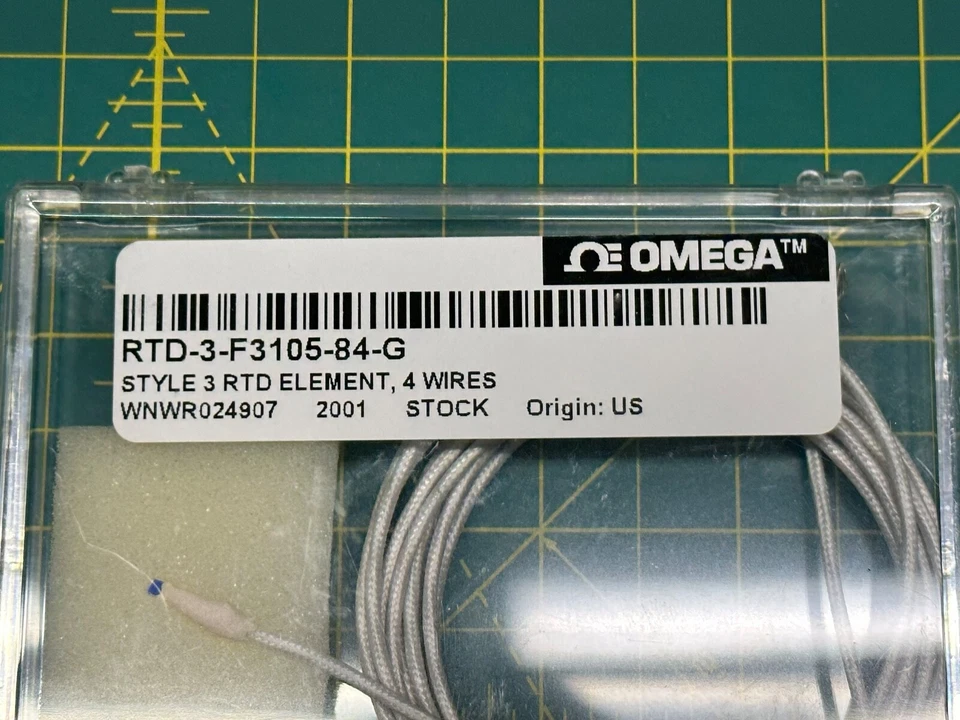 OMEGA™
RTD-3-F3105-84-G
STYLE 3 RTD ELEMENT, 4 WIRES
WNWR024907 2001 STOCK Origin: US